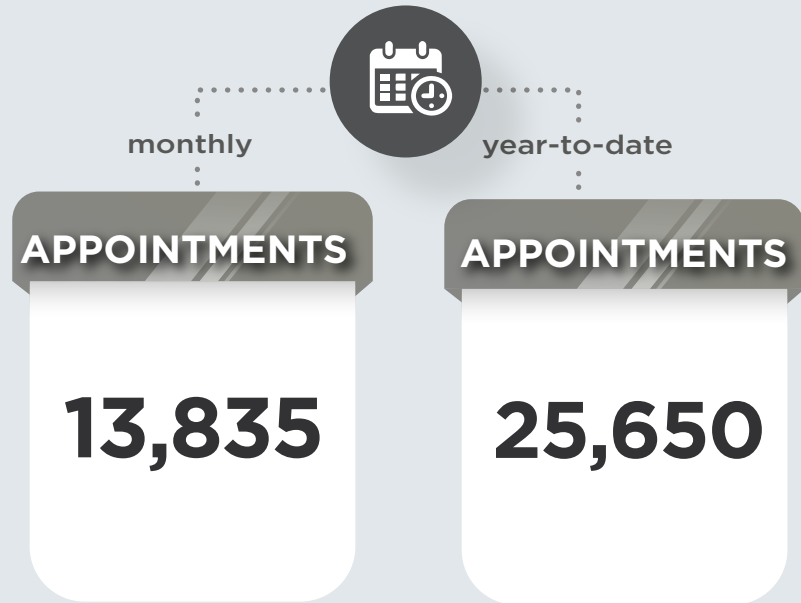 monthly
year-to-date
APPOINTMENTS
APPOINTMENTS
13,835
25,650